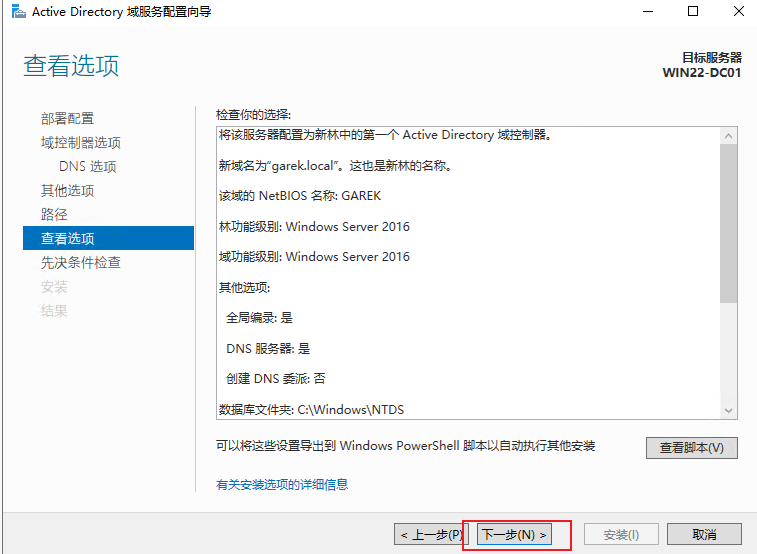 Active Directory 域服务配置向导
查看选项
目标服务器
WIN22-DC01
部署配置
域控制器选项
DNS 选项
其他选项
路径
查看选项
先决条件检查
安装
结果
检查你的选择:
将该服务器配置为新林中的第一个 Active Directory 域控制器。
新域名为“garek.local”。这也是新林的名称。
该域的 NetBIOS 名称: GAREK
林功能级别: Windows Server 2016
域功能级别: Windows Server 2016
其他选项:
全局编录: 是
DNS 服务器: 是
创建 DNS 委派: 否
数据库文件夹: C:\Windows\NTDS
可以将这些设置导出到 Windows PowerShell 脚本以自动执行其他安装
查看脚本(V)
有关安装选项的详细信息
< 上一步(P)
下一步(N) >
安装(I)
取消